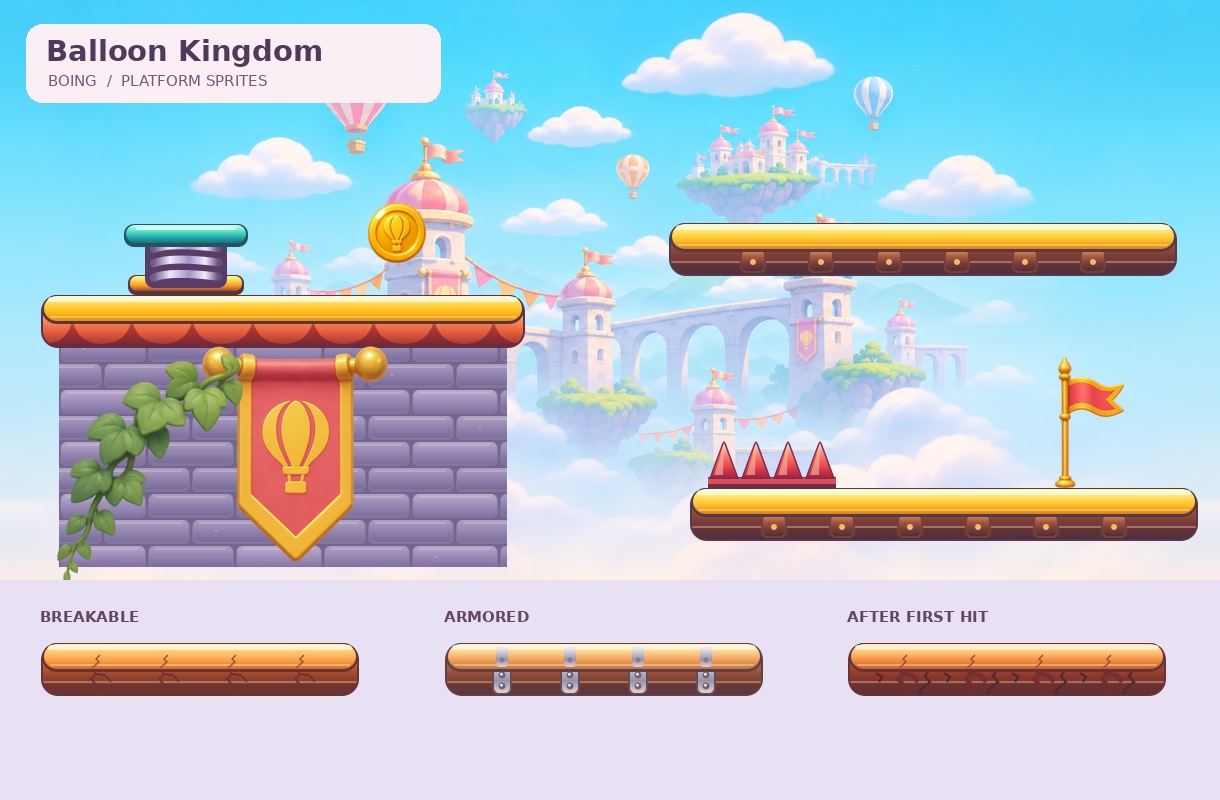 Balloon Kingdom
BOING / PLATFORM SPRITES
BREAKABLE
ARMORED
AFTER FIRST HIT